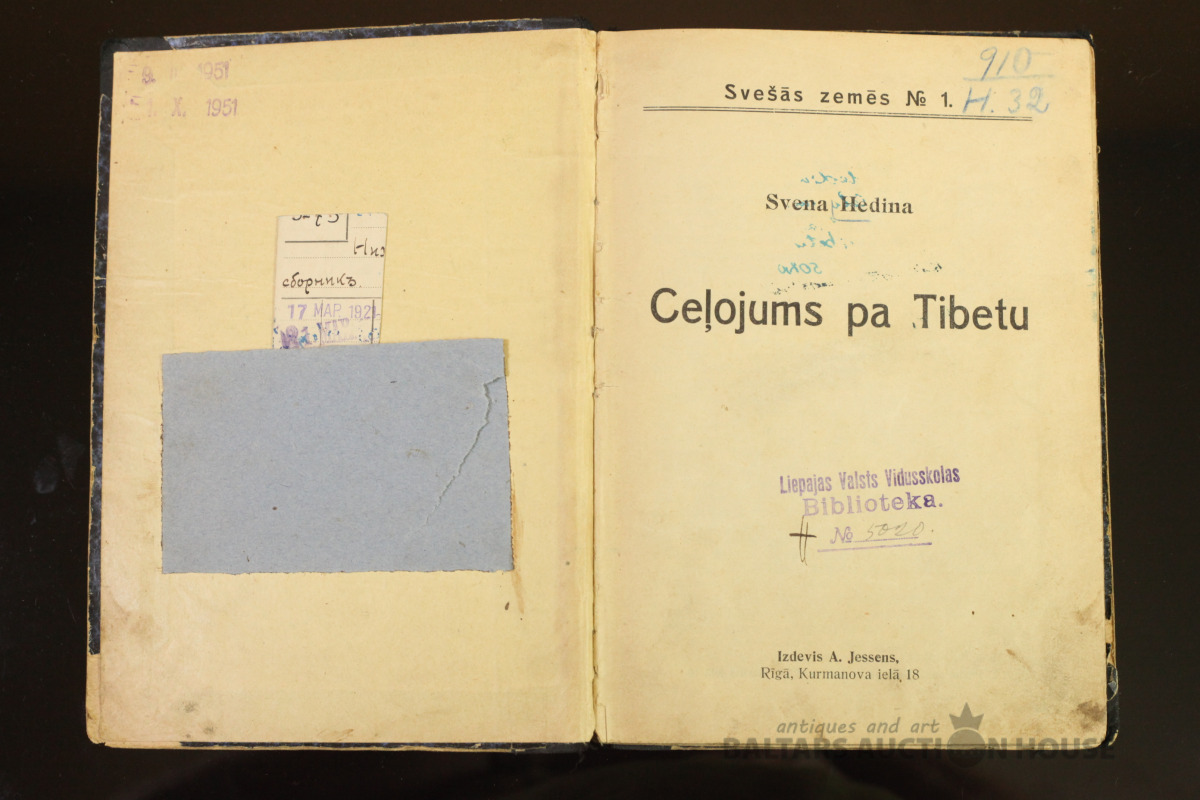 1951
X. 1951
сборникъ.
17 МАР. 1921
910
Svešās zemēs № 1.
H. 32
Svena Hedina
Ceļojums pa Tibetu
Liepajas Valsts Vidusskolas
Biblioteka.
№ 5020.
Izdevis A. Jessens,
Rīgā, Kurmanova ielā 18
antiques and art
BALTARS AUCTION HOUSE